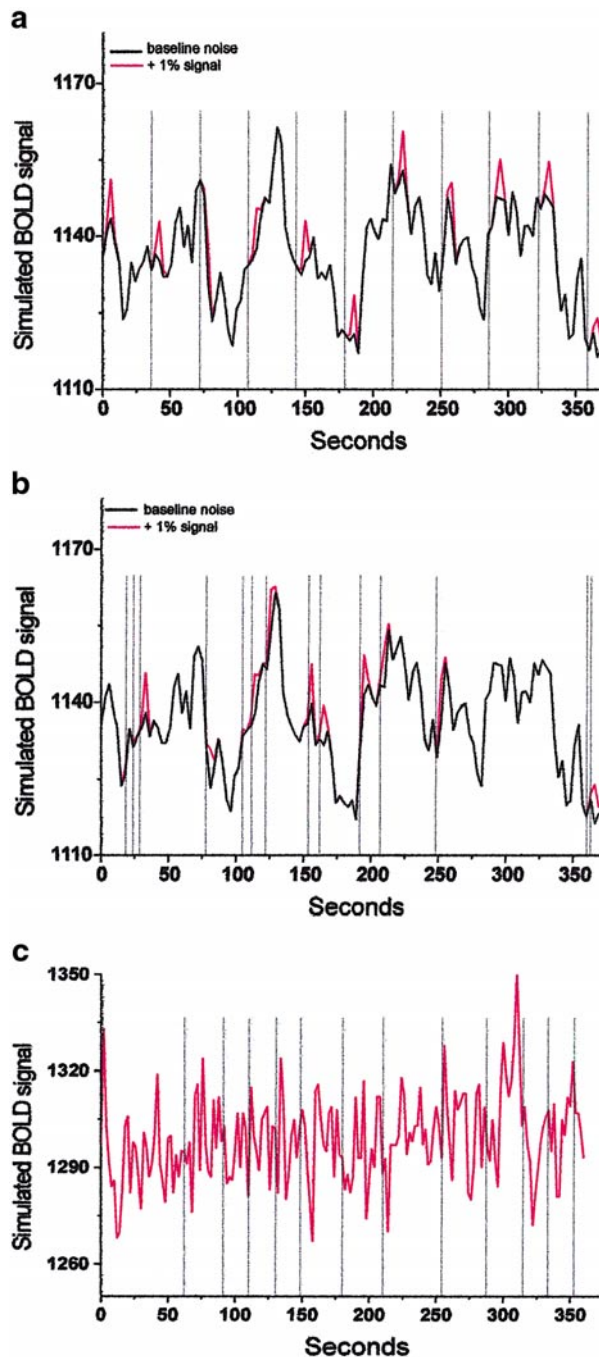 a
baseline noise
+ 1% signal
Simulated BOLD signal
1170
1140
1110
0 50 100 150 200 250 300 350
Seconds
b
baseline noise
+ 1% signal
Simulated BOLD signal
1170
1140
1110
0 50 100 150 200 250 300 350
Seconds
c
Simulated BOLD signal
1350
1320
1290
1260
0 50 100 150 200 250 300 350
Seconds